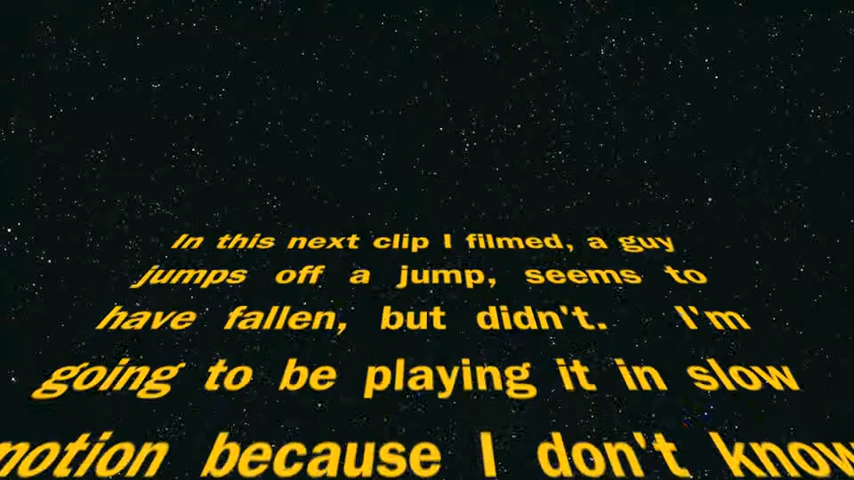 In this next clip I filmed, a guy
jumps off a jump, seems to
have fallen, but didn't. I'm
going to be playing it in slow
motion because I don't know